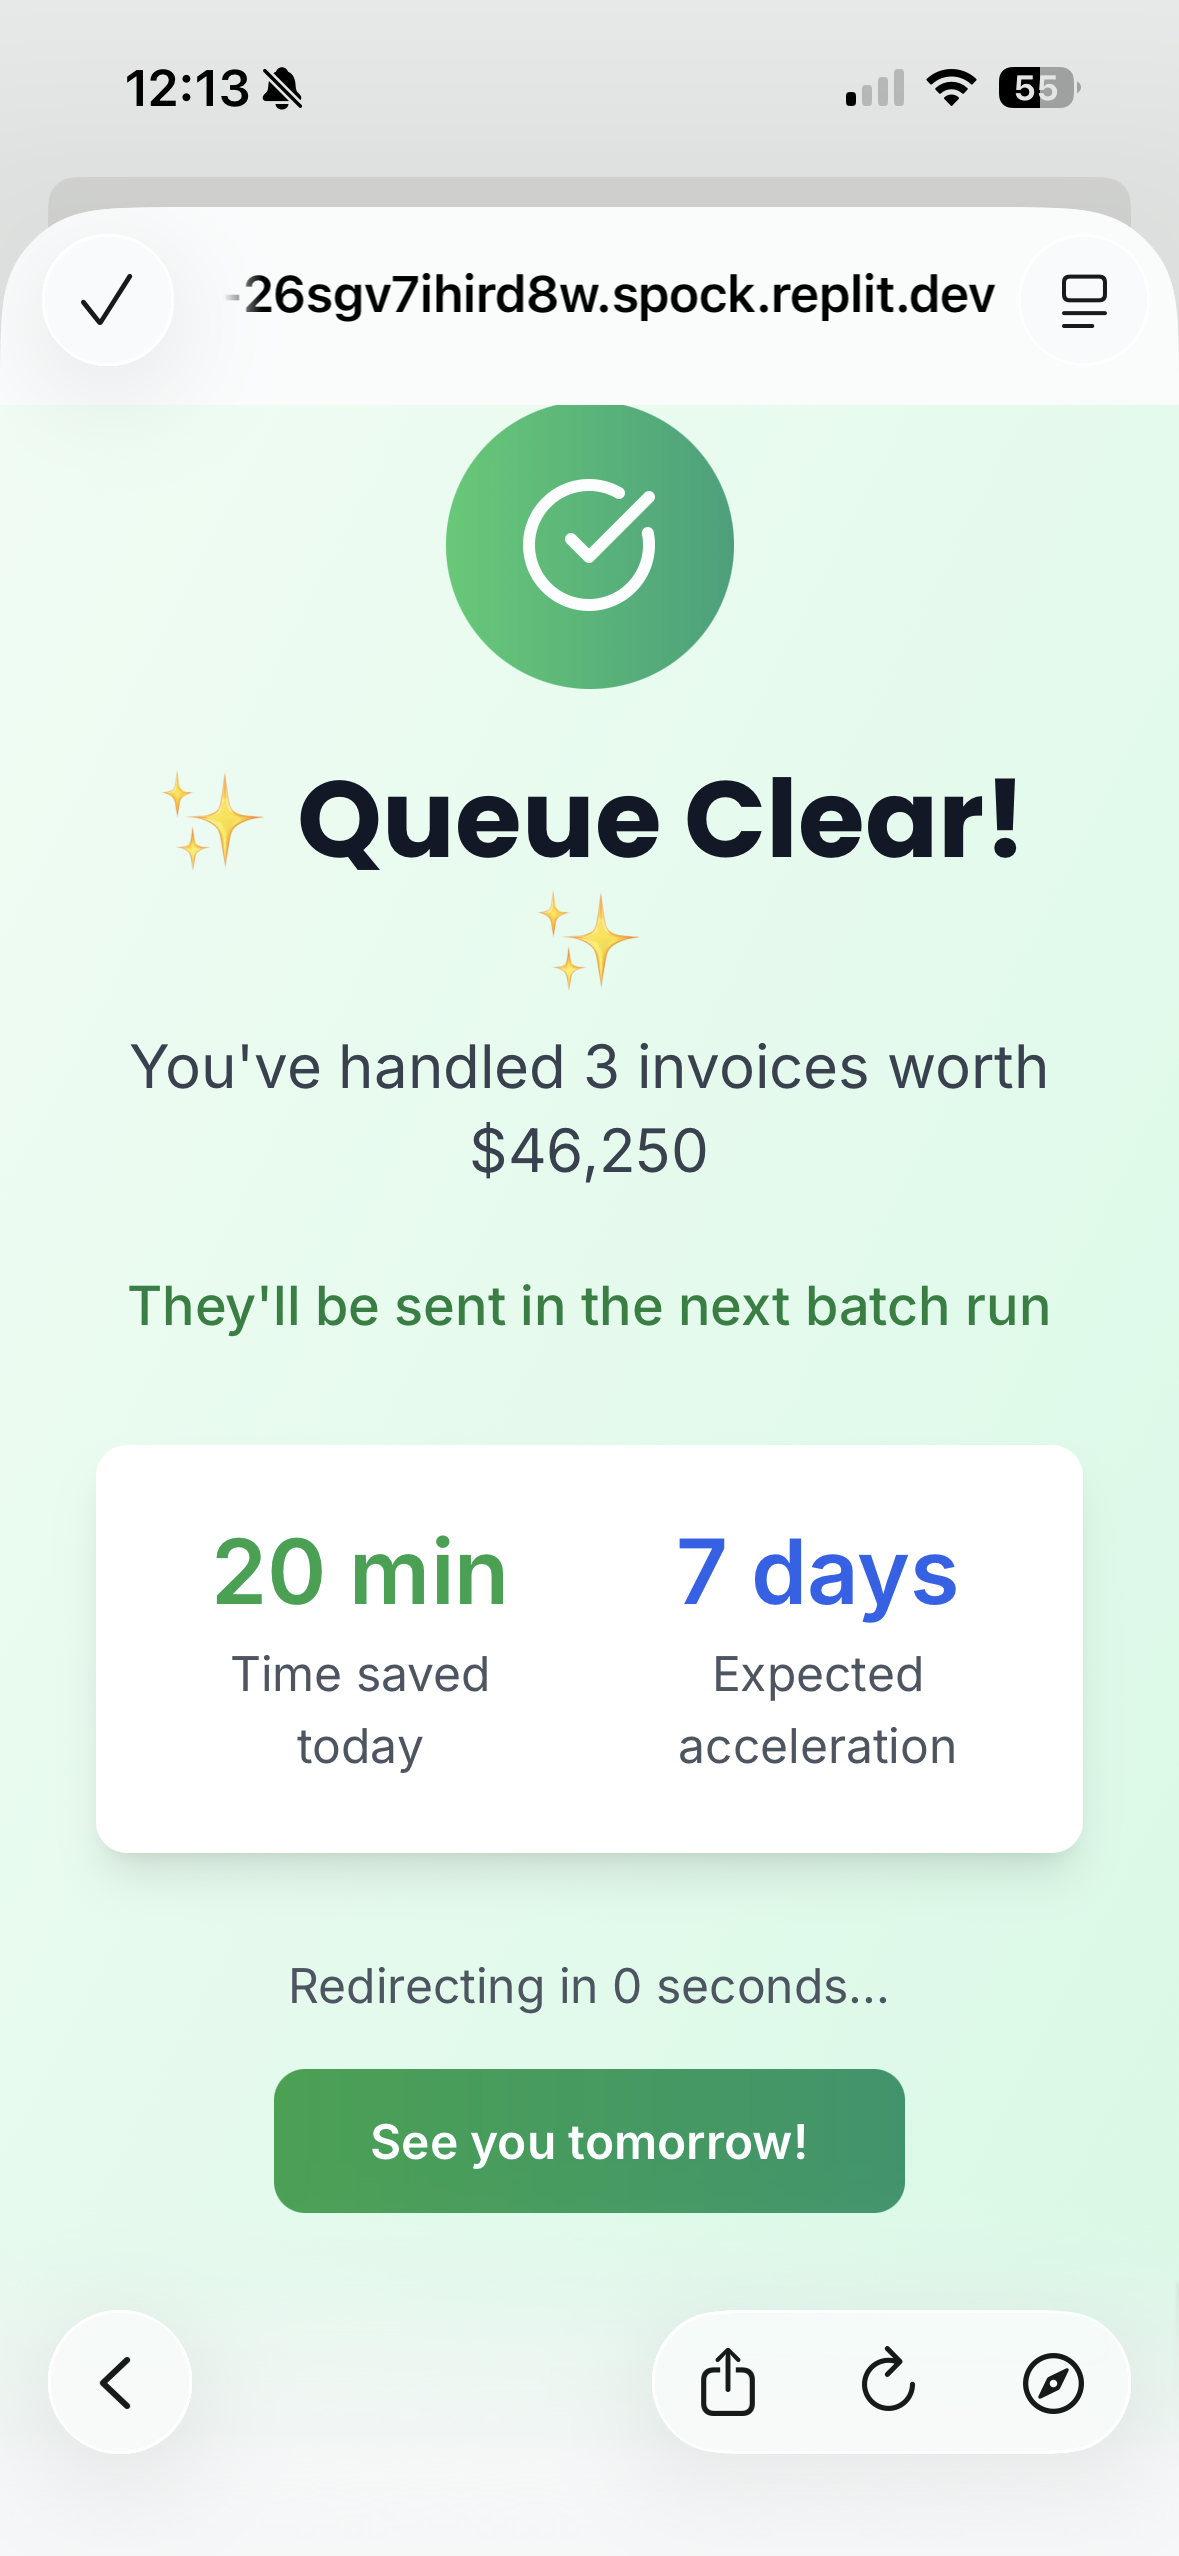 12:13
55
-26sgv7ihird8w.spock.replit.dev
✨ Queue Clear!
✨
You've handled 3 invoices worth
$46,250
They'll be sent in the next batch run
20 min
Time saved
today
7 days
Expected
acceleration
Redirecting in 0 seconds...
See you tomorrow!